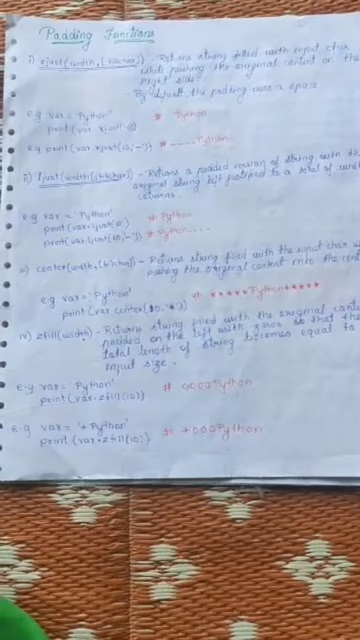 Padding Functions
i) rjust(width,[fillchar]) - Returns string filled with input char
while pushing the original content on the
right side.
- By default the padding uses a space
e.g var = 'Python'
print(var.rjust(10)) # Python
e.g print(var.rjust(10,'-')) # ----Python
ii) ljust(width[,fillchar]) - Returns a padded version of string with the
original string left justified to a total of width
columns.
e.g var = 'Python'
print(var.ljust(10)) # Python
print(var.ljust(10,'-')) # Python----
iii) center(width,[fillchar]) - Returns string filled with the input char
pushing the original content into the
e.g var = 'Python'
print (var.center( '*')) # *****Python*****
iv) zfill(width) - Returns string filled with the original
padded on the left with zeros so that the
total length of string becomes equal to
input size.
e.g var = 'Python'
print(var.zfill(10)) # 0000Python
e.g var = '+Python'
print(var.zfill(10)) # +000Python